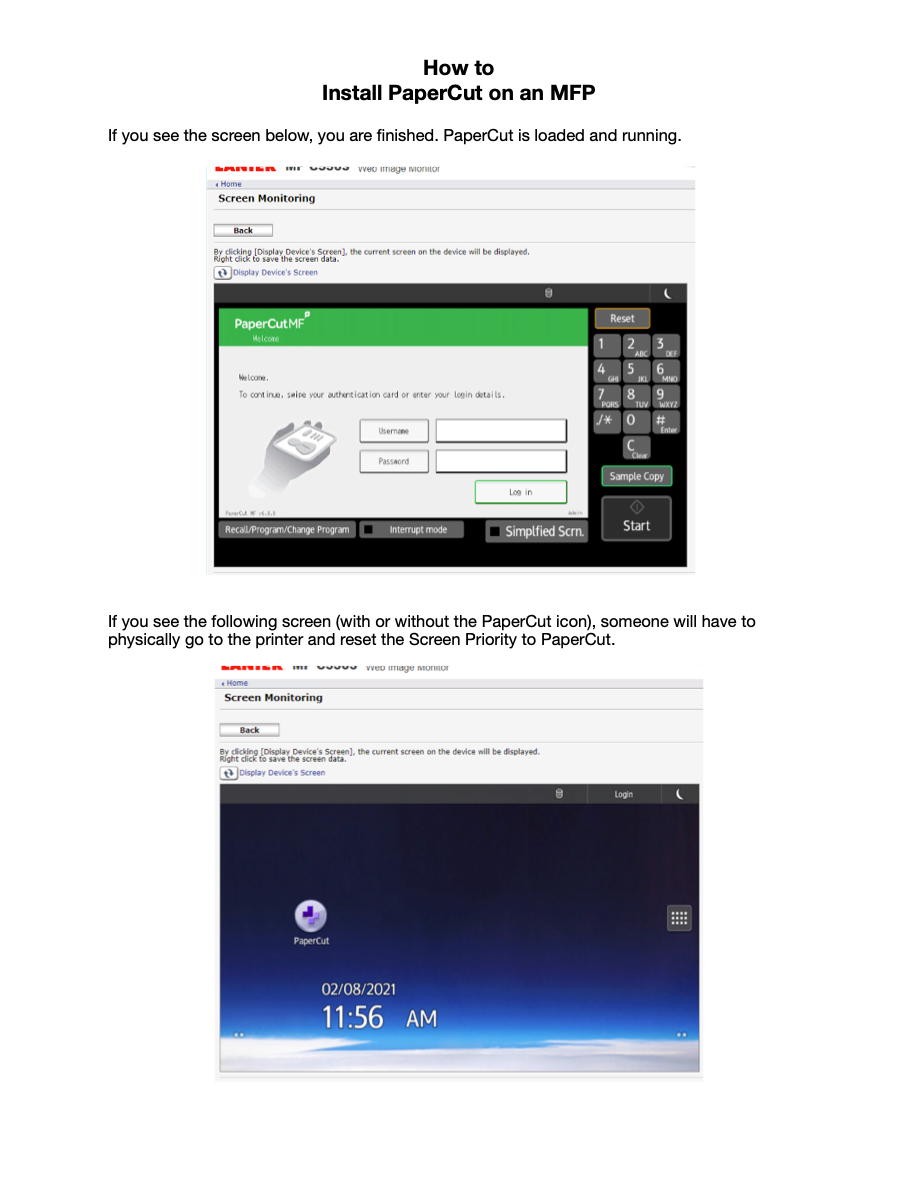 How to
Install PaperCut on an MFP
If you see the screen below, you are finished. PaperCut is loaded and running.
LANIER MP C5503 Web Image Monitor
Home
Screen Monitoring
Back
By clicking [Display Device's Screen], the current screen on the device will be displayed.
Right click to save the screen data.
Display Device's Screen
PaperCut MF
Welcome
Reset
1
2 ABC
3 DEF
Welcome.
4 GHI
5 JKL
6 MNO
To continue, swipe your authentication card or enter your login details.
7 PQRS
8 TUV
9 WXYZ
./*
0
# Enter
Username
C Clear
Password
Sample Copy
Log in
Admin
Start
Recall/Program/Change Program
Interrupt mode
Simplfied Scrn.
If you see the following screen (with or without the PaperCut icon), someone will have to
physically go to the printer and reset the Screen Priority to PaperCut.
LANIER MP C5503 Web Image Monitor
Home
Screen Monitoring
Back
By clicking [Display Device's Screen], the current screen on the device will be displayed.
Right click to save the screen data.
Display Device's Screen
Login
PaperCut
02/08/2021
11:56 AM